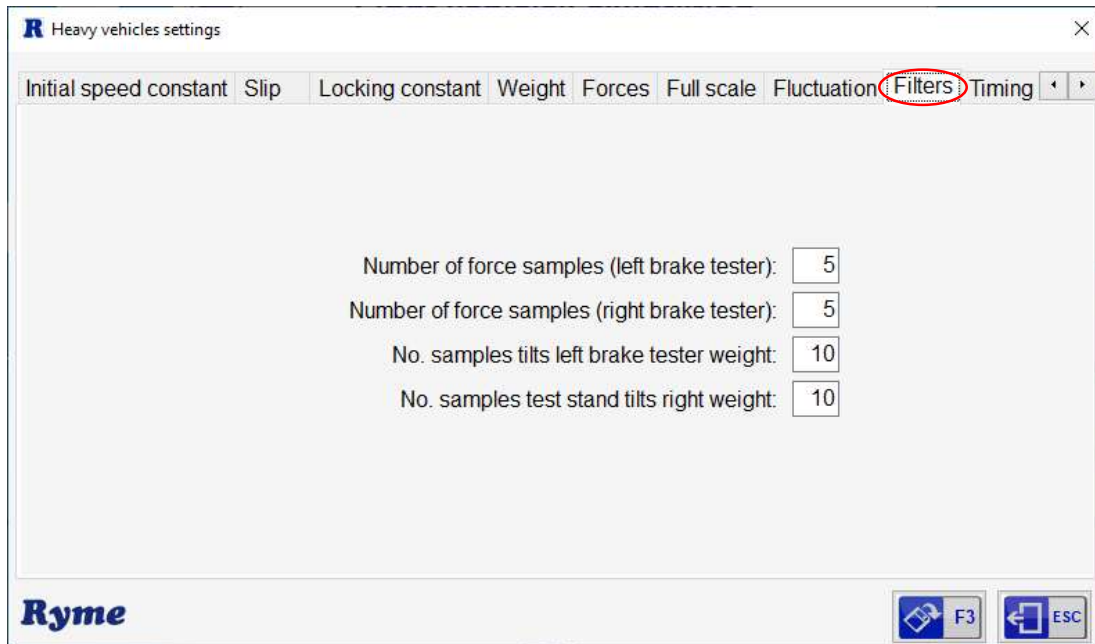 R Heavy vehicles settings
Initial speed constant Slip Locking constant Weight Forces Full scale Fluctuation Filters Timing
Number of force samples (left brake tester): 5
Number of force samples (right brake tester): 5
No. samples tilts left brake tester weight: 10
No. samples test stand tilts right weight: 10
Ryme F3 ESC